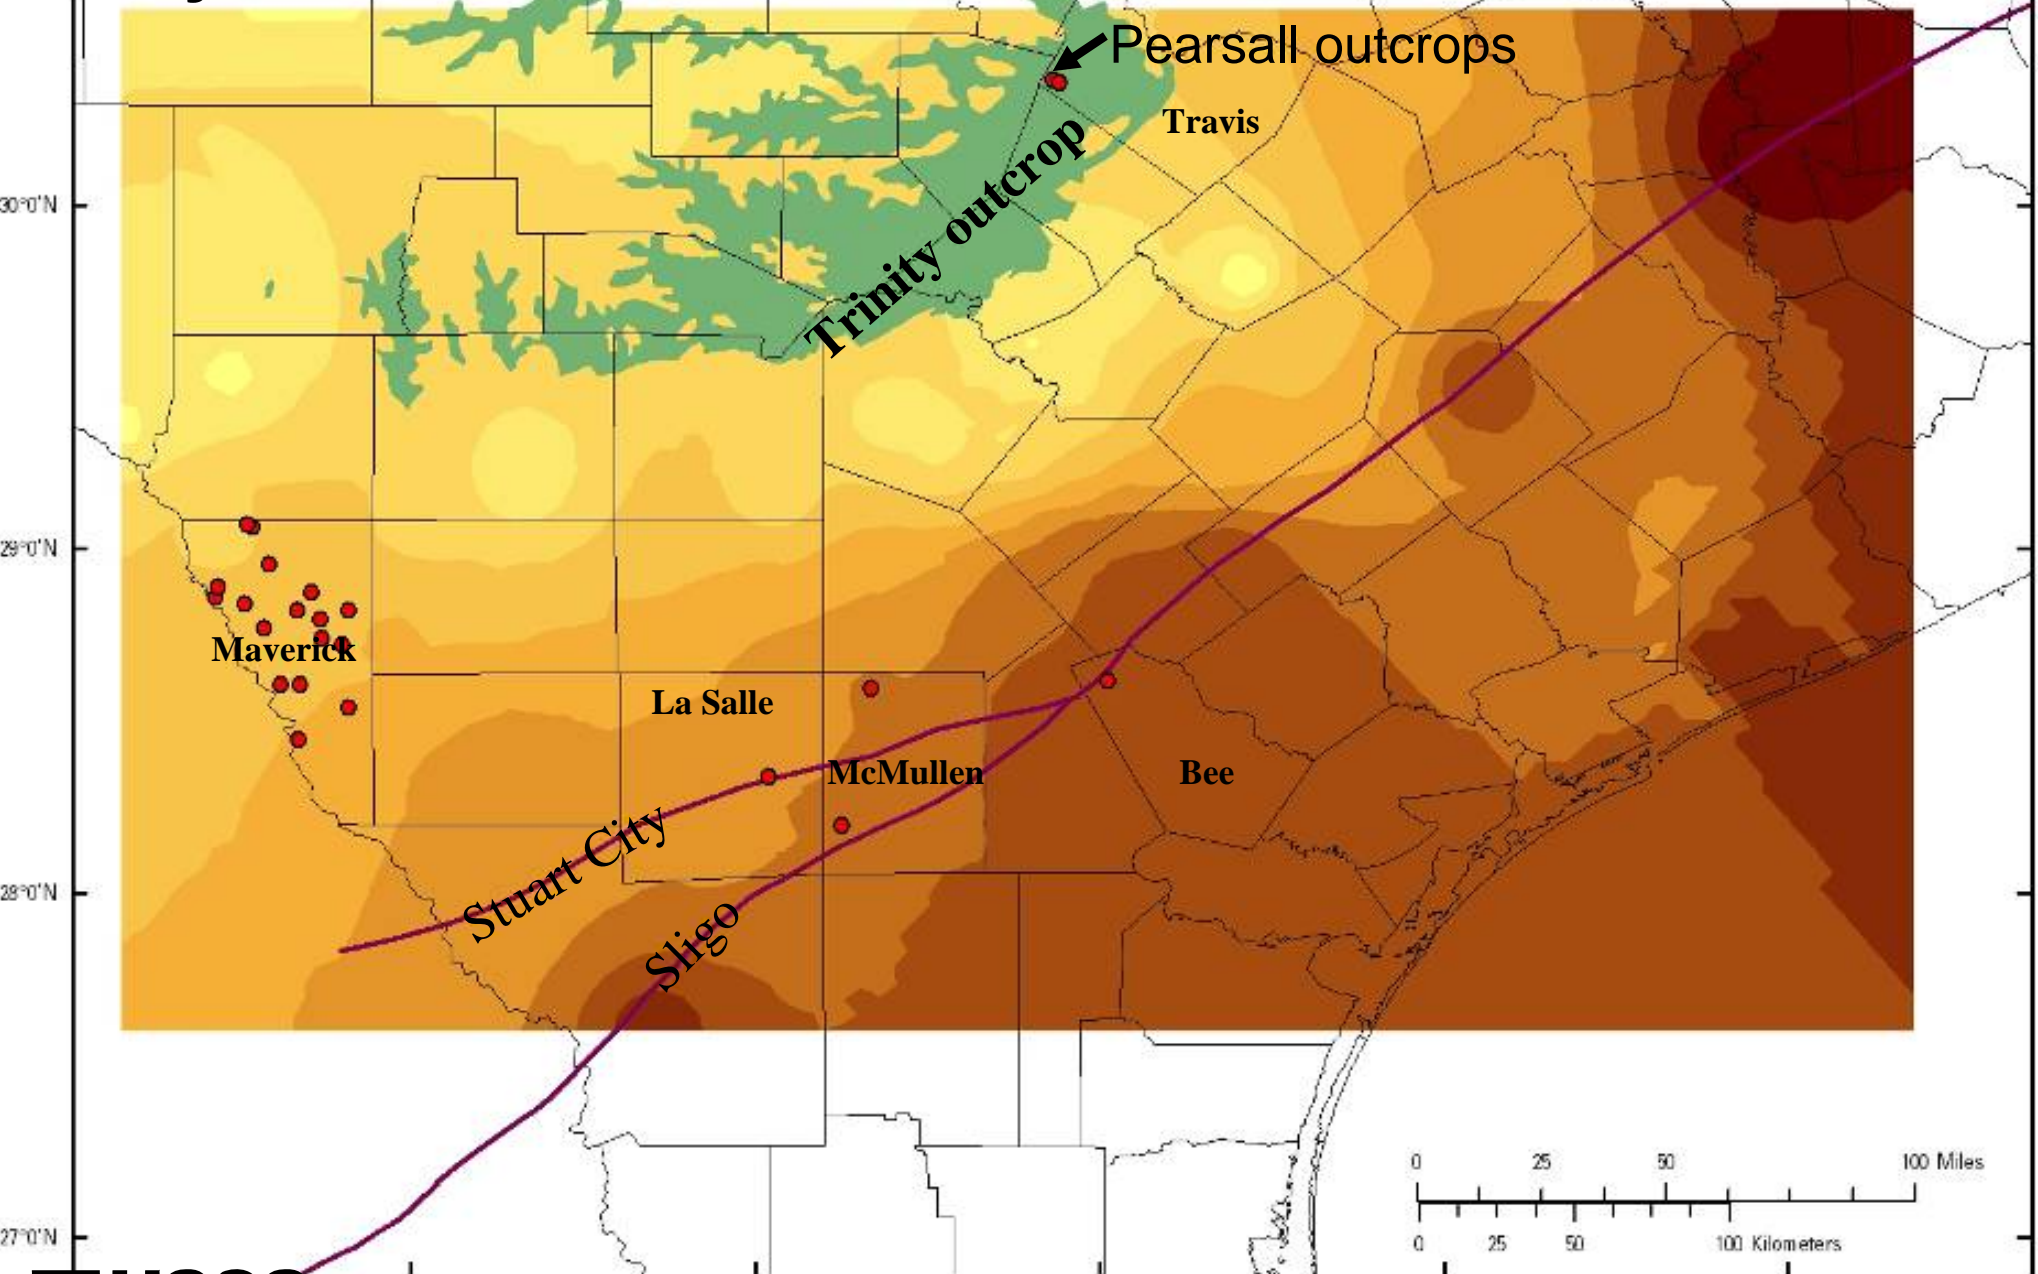 Pearsall outcrops
Travis
Trinity outcrop
30°0'N
29°0'N
Maverick
La Salle
McMullen
Bee
Stuart City
28°0'N
Sligo
0 25 50 100 Miles
0 25 50 100 Kilometers
27°0'N